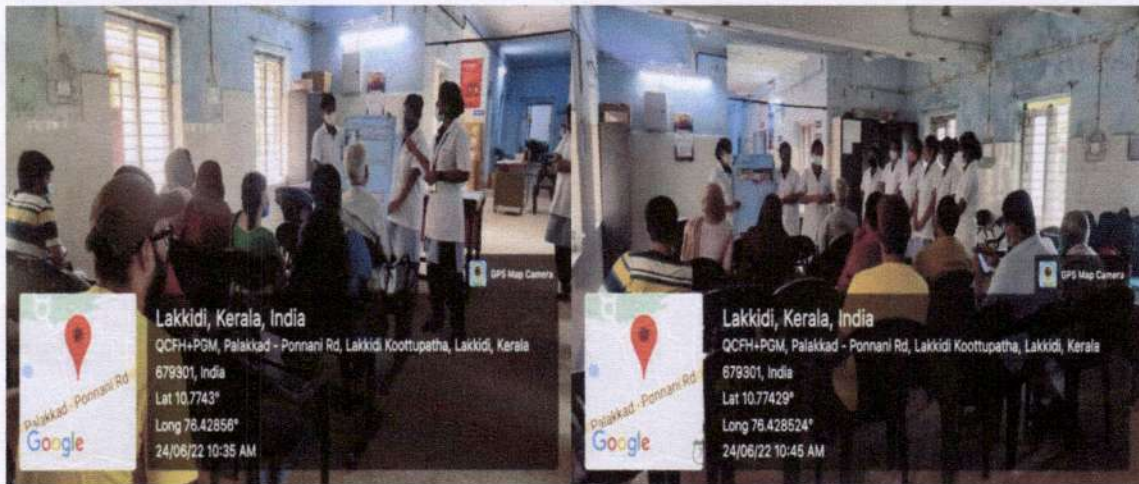 GPS Map Camera
Lakkidi, Kerala, India
QCFH+PGM, Palakkad - Ponnani Rd, Lakkidi Koottupatha, Lakkidi, Kerala
679301, India
Lat 10.7743°
Long 76.42856°
24/06/22 10:35 AM
Palakkad - Ponnani Rd
Google
GPS Map Camera
Lakkidi, Kerala, India
QCFH+PGM, Palakkad - Ponnani Rd, Lakkidi Koottupatha, Lakkidi, Kerala
679301, India
Lat 10.77429°
Long 76.428524°
24/06/22 10:45 AM
Palakkad - Ponnani Rd
Google